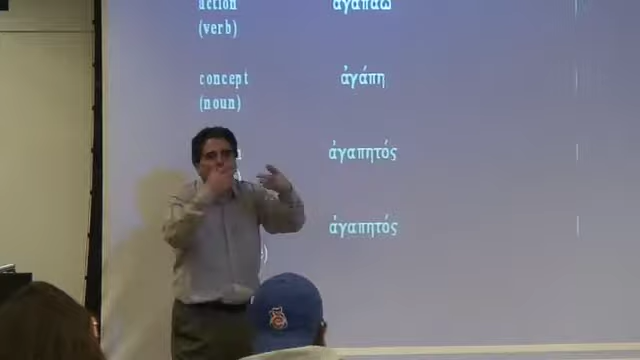 action ἀγαπάω
(verb)
concept ἀγάπη
(noun)
ἀγαπητός
ἀγαπητός